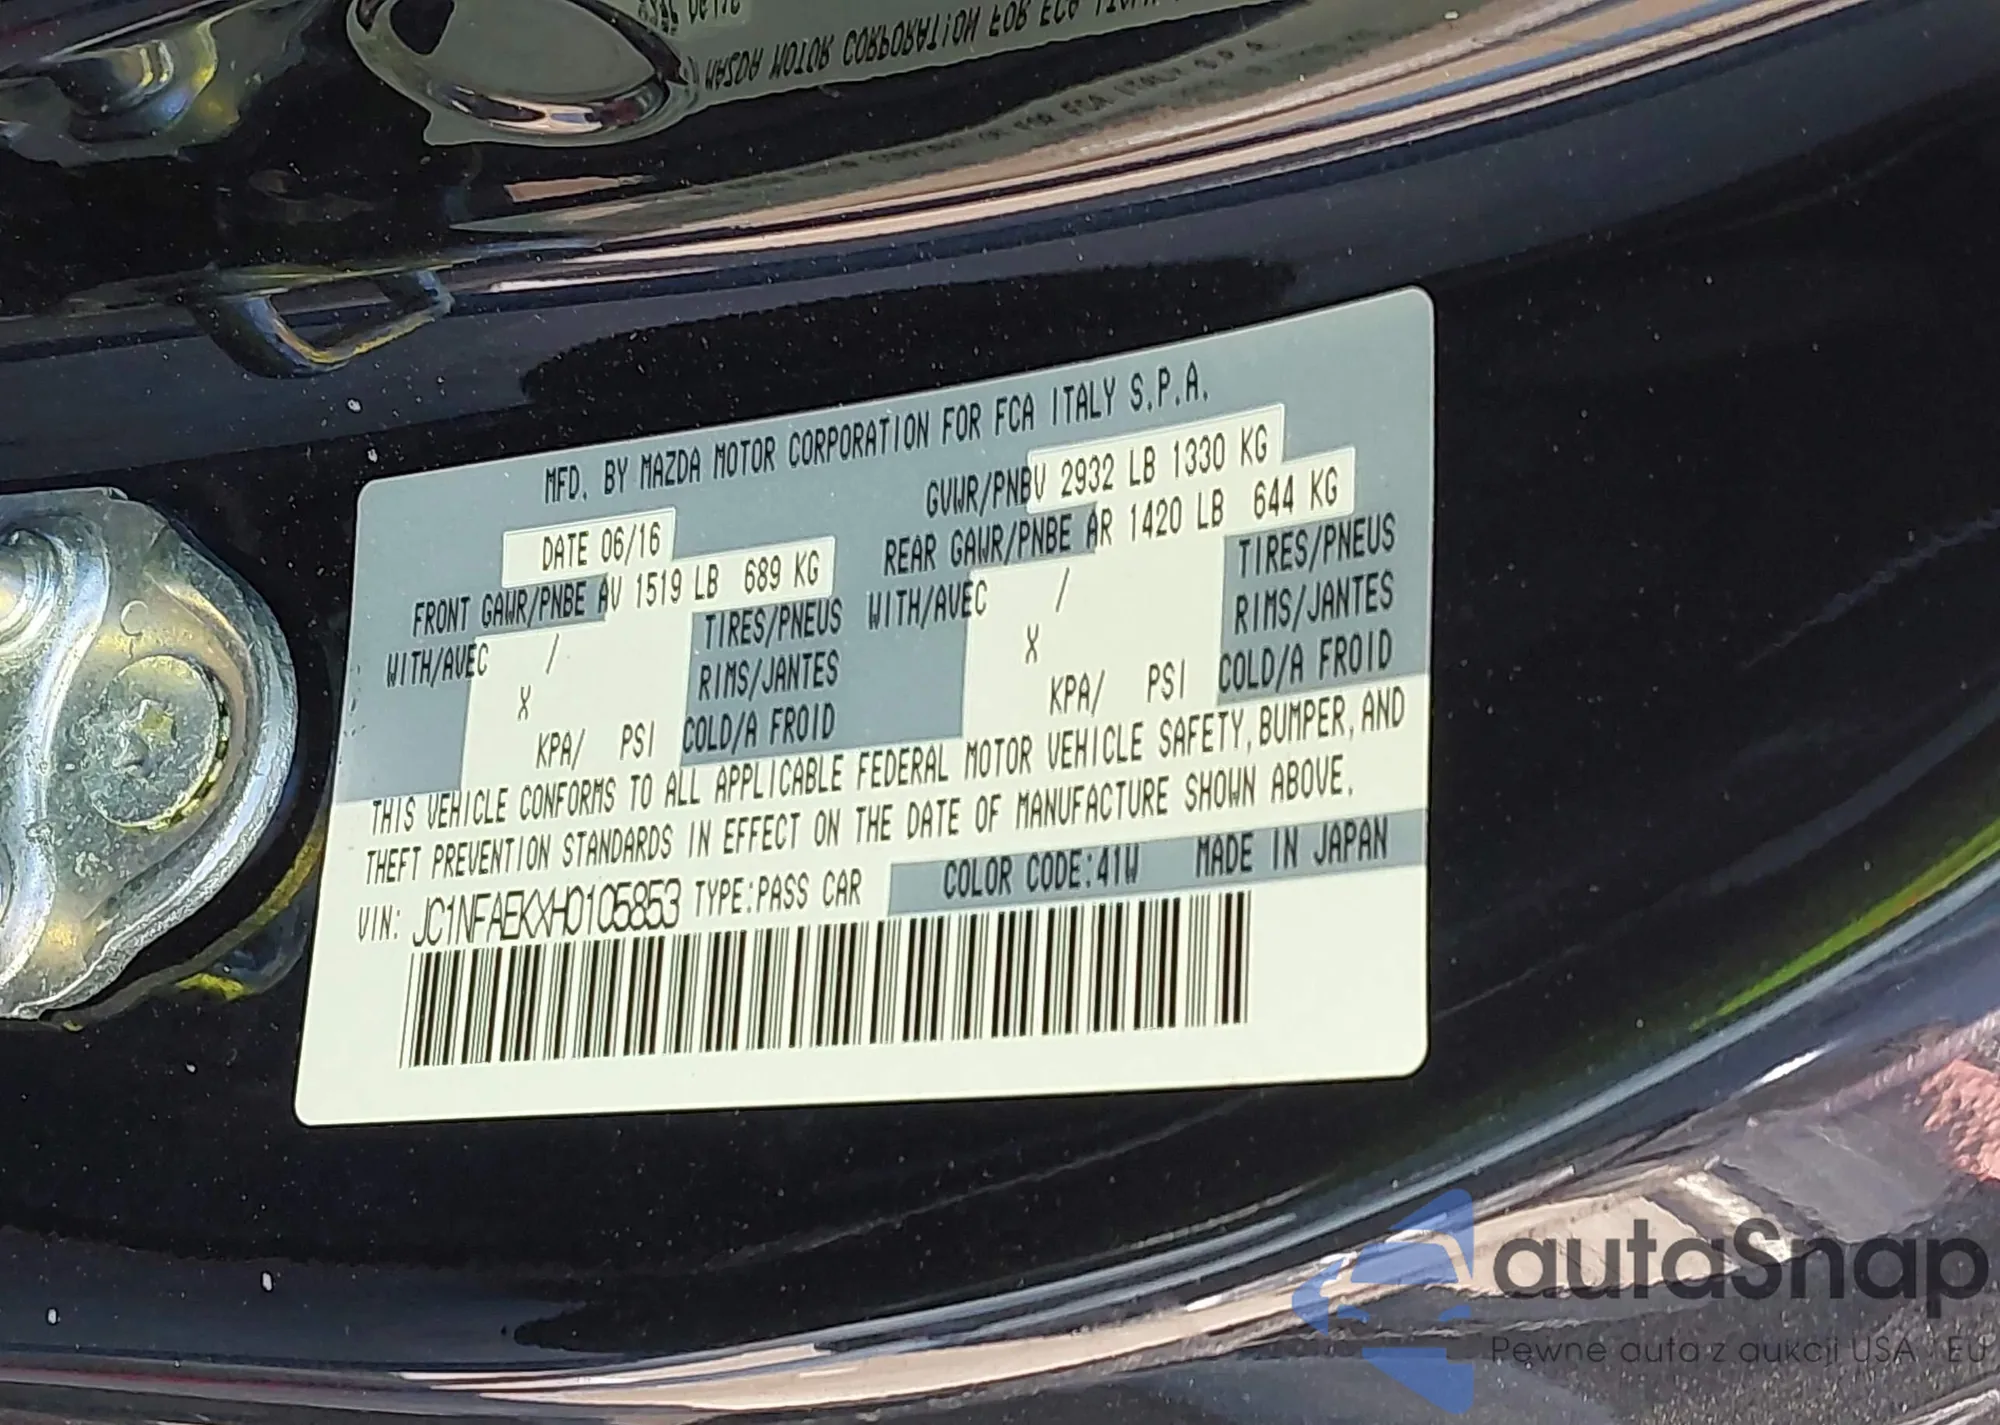 MAZDA MOTOR CORPORATION FOR FCA ITALY
MFD. BY MAZDA MOTOR CORPORATION FOR FCA ITALY S.P.A.
DATE 06/16
GVWR/PNBV 2932 LB 1330 KG
FRONT GAWR/PNBE AV 1519 LB 689 KG
REAR GAWR/PNBE AR 1420 LB 644 KG
WITH/AVEC / TIRES/PNEUS
WITH/AVEC / TIRES/PNEUS
X RIMS/JANTES
X RIMS/JANTES
KPA/ PSI COLD/A FROID
KPA/ PSI COLD/A FROID
THIS VEHICLE CONFORMS TO ALL APPLICABLE FEDERAL MOTOR VEHICLE SAFETY, BUMPER, AND
THEFT PREVENTION STANDARDS IN EFFECT ON THE DATE OF MANUFACTURE SHOWN ABOVE.
VIN: JC1NFAEKXH0105853 TYPE:PASS CAR COLOR CODE:41W MADE IN JAPAN
autaSnap
Pewne auta z aukcji USA i EU